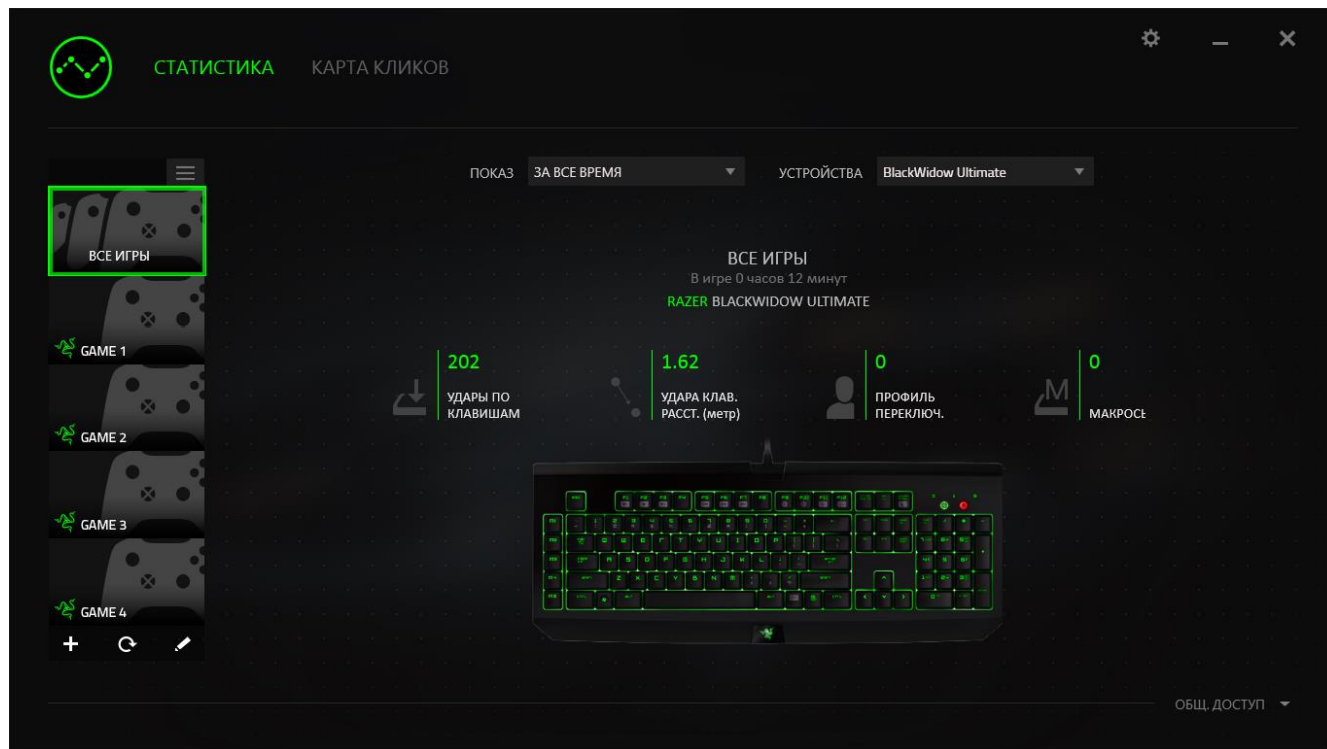 СТАТИСТИКА КАРТА КЛИКОВ
ПОКАЗ ЗА ВСЕ ВРЕМЯ УСТРОЙСТВА BlackWidow Ultimate
ВСЕ ИГРЫ
GAME 1
GAME 2
GAME 3
GAME 4
ВСЕ ИГРЫ
В игре 0 часов 12 минут
RAZER BLACKWIDOW ULTIMATE
202
УДАРЫ ПО
КЛАВИШАМ
1.62
УДАРА КЛАВ.
РАССТ. (метр)
0
ПРОФИЛЬ
ПЕРЕКЛЮЧ.
M
0
МАКРОСЬ
ОБЩ. ДОСТУП